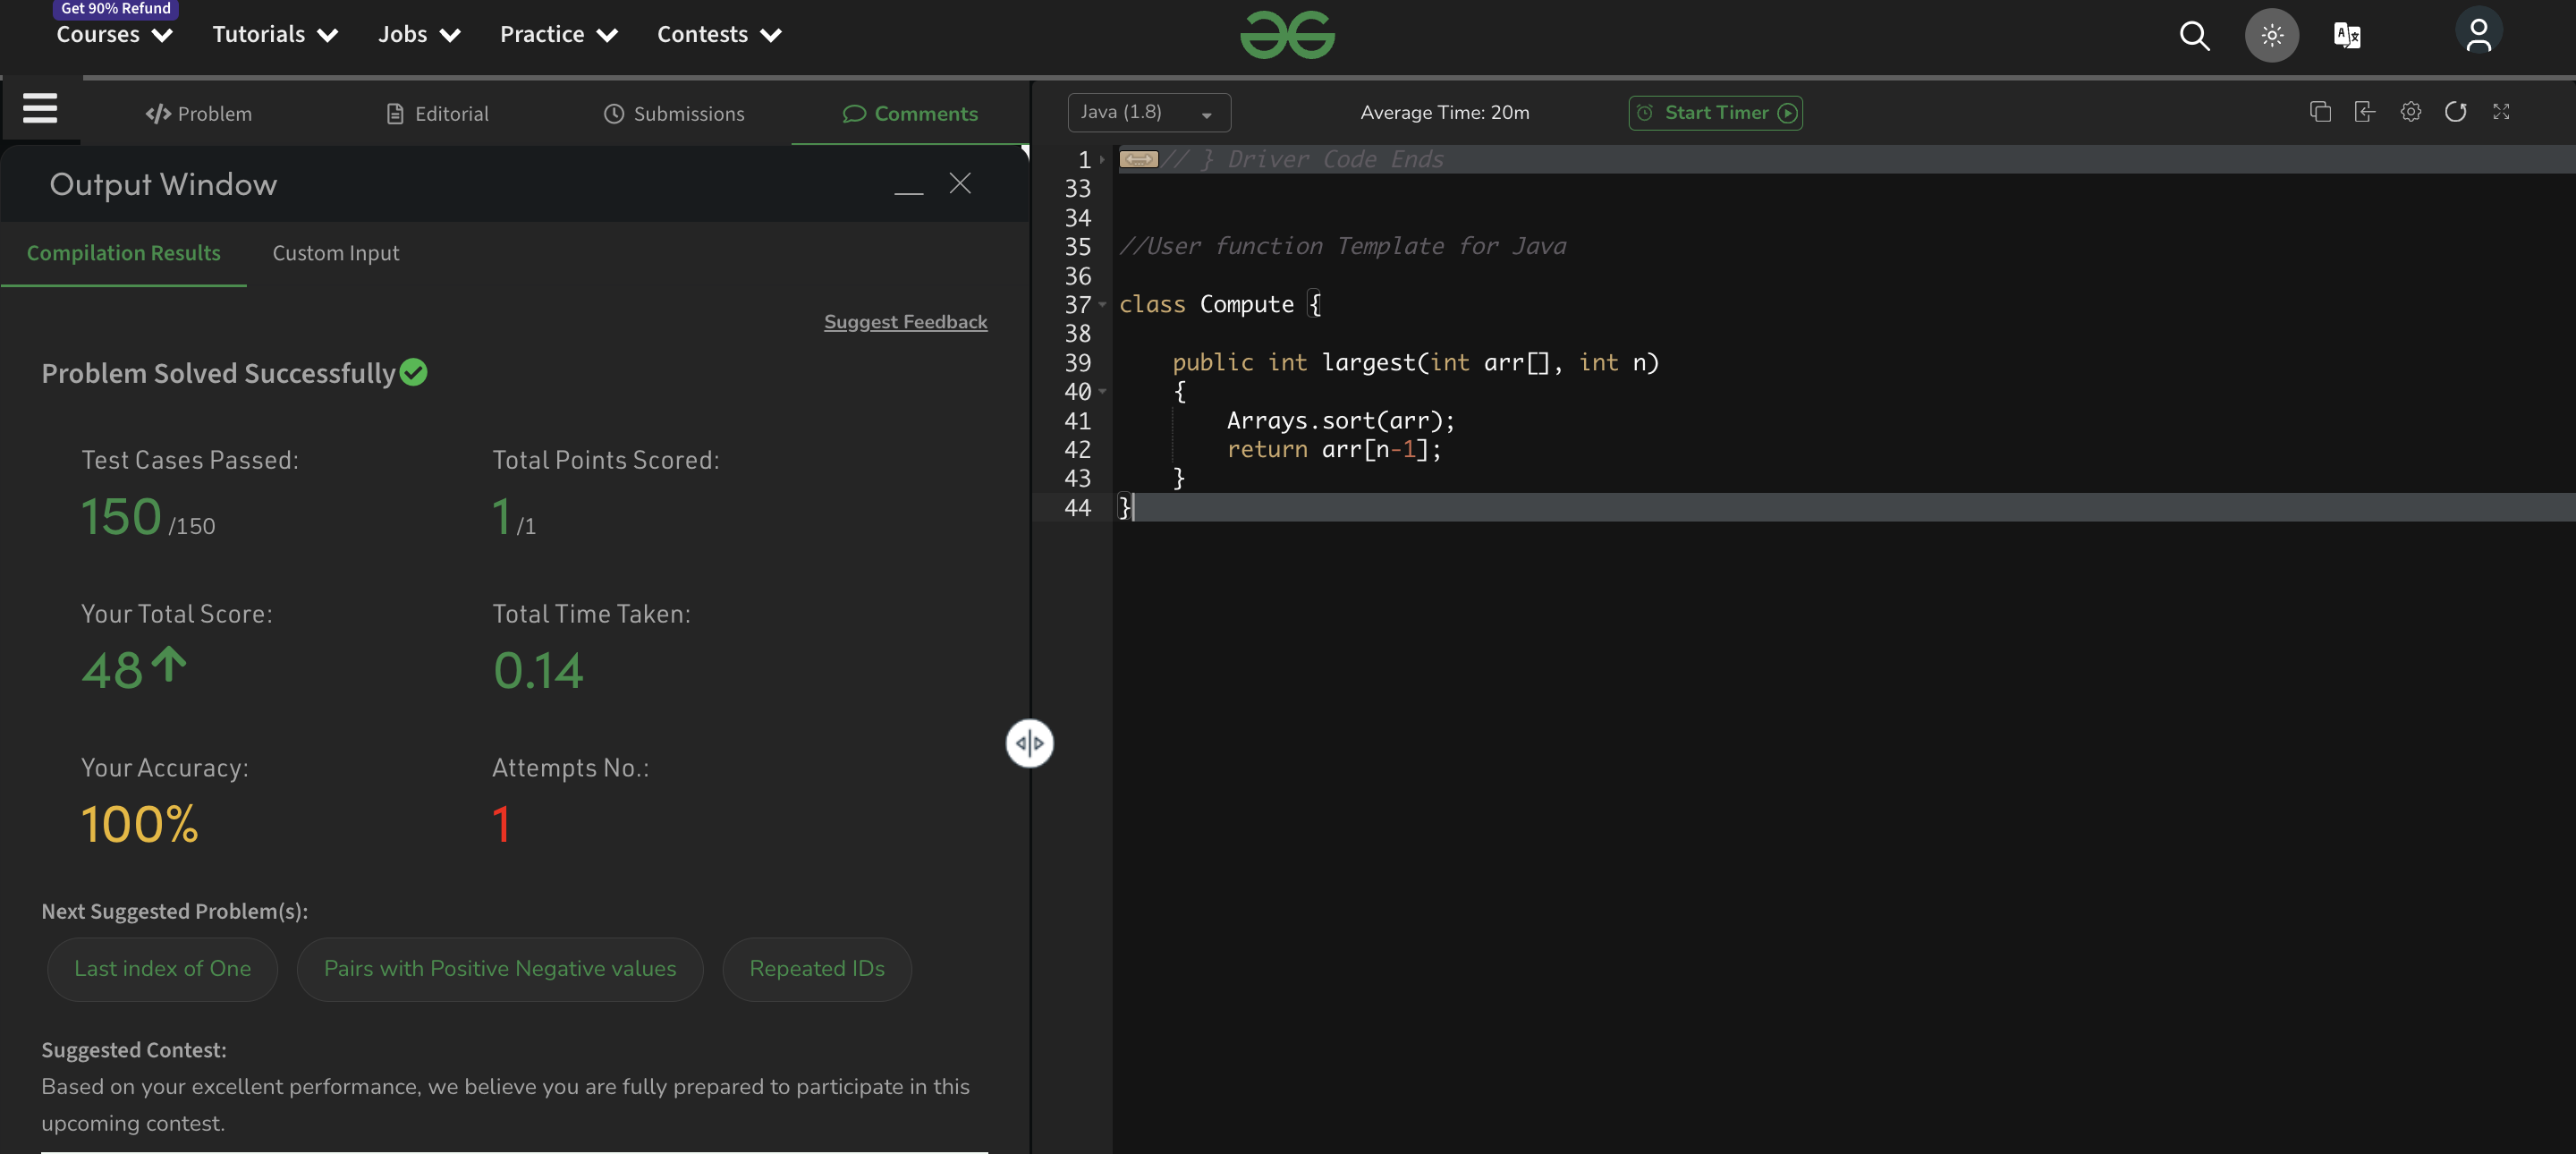 Get 90% Refund
Courses Tutorials Jobs Practice Contests
Problem Editorial Submissions Comments
Output Window
Compilation Results Custom Input
Suggest Feedback
Problem Solved Successfully
Test Cases Passed: Total Points Scored:
150 /150 1 /1
Your Total Score: Total Time Taken:
48 0.14
Your Accuracy: Attempts No.:
100% 1
Next Suggested Problem(s):
Last index of One Pairs with Positive Negative values Repeated IDs
Suggested Contest:
Based on your excellent performance, we believe you are fully prepared to participate in this
upcoming contest.
Java (1.8) Average Time: 20m Start Timer
1 // } Driver Code Ends
33
34
35 //User function Template for Java
36
37 class Compute {
38
39 public int largest(int arr[], int n)
40 {
41 Arrays.sort(arr);
42 return arr[n-1];
43 }
44 }